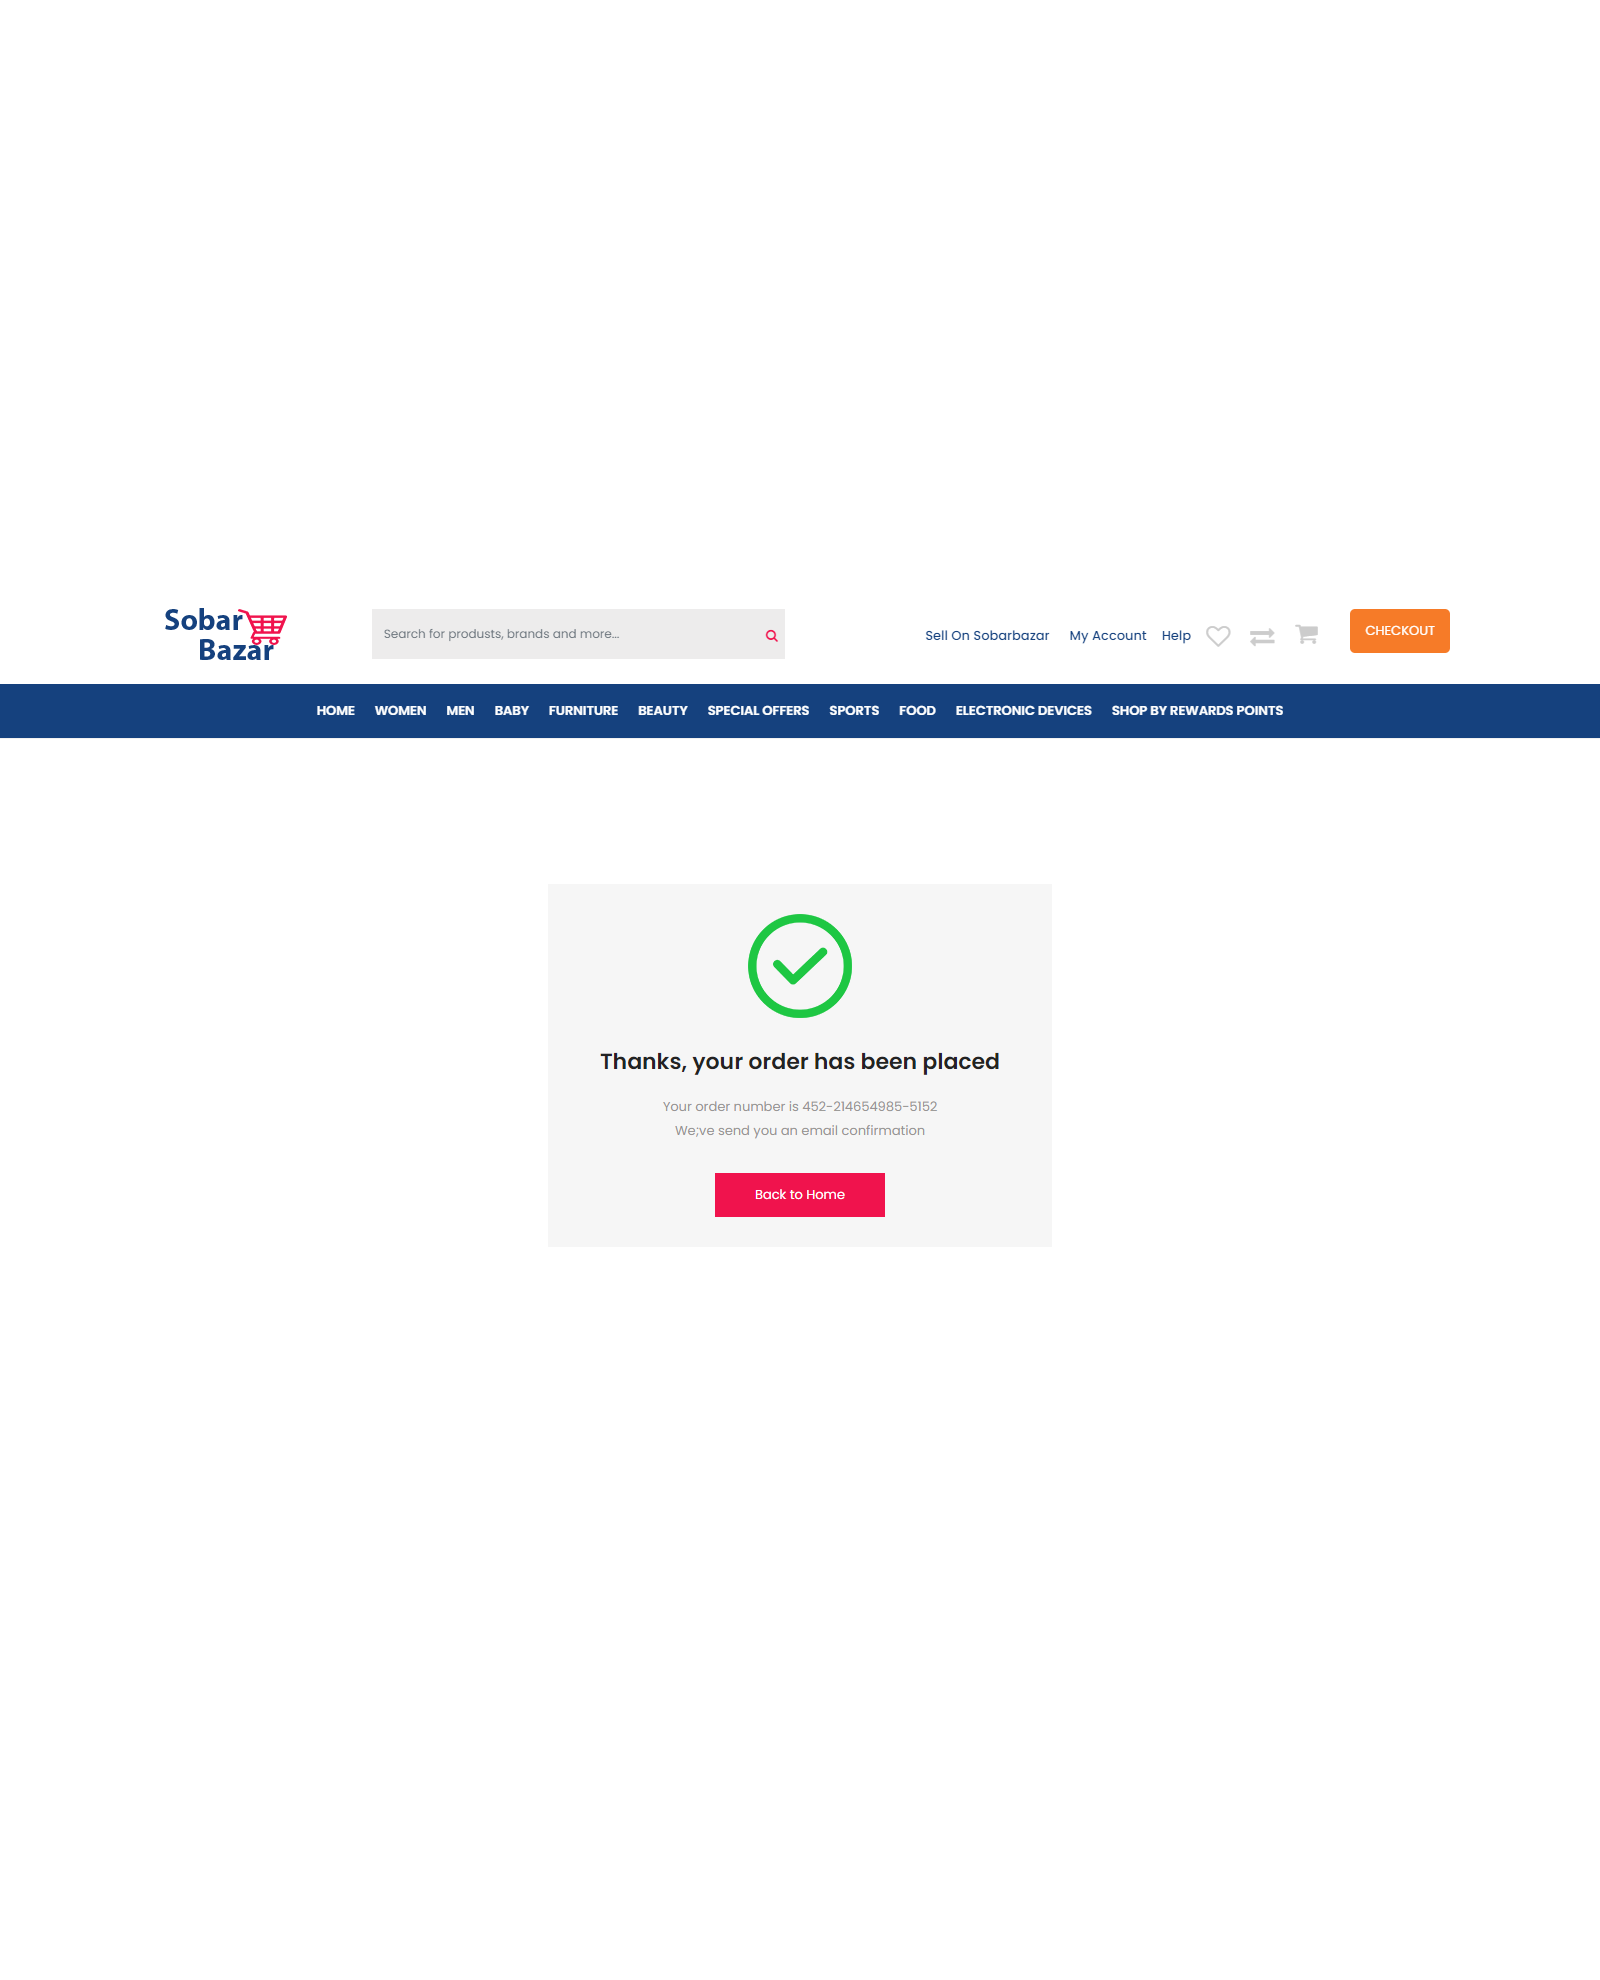 Sobar
Bazar
Search for produsts, brands and more...
Sell On Sobarbazar My Account Help
CHECKOUT
HOME WOMEN MEN BABY FURNITURE BEAUTY SPECIAL OFFERS SPORTS FOOD ELECTRONIC DEVICES SHOP BY REWARDS POINTS
Thanks, your order has been placed
Your order number is 452-214654985-5152
We;ve send you an email confirmation
Back to Home